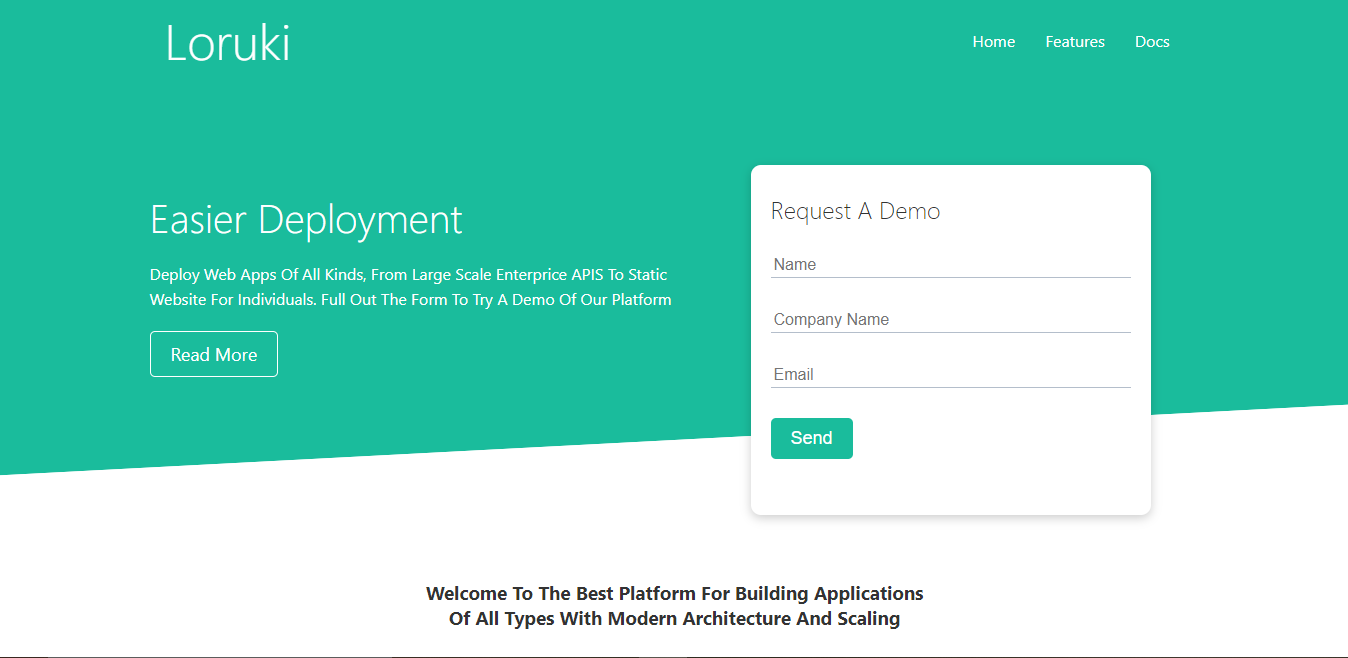 Loruki
Home Features Docs
Easier Deployment
Deploy Web Apps Of All Kinds, From Large Scale Enterprice APIS To Static
Website For Individuals. Full Out The Form To Try A Demo Of Our Platform
Read More
Request A Demo
Name
Company Name
Email
Send
Welcome To The Best Platform For Building Applications
Of All Types With Modern Architecture And Scaling